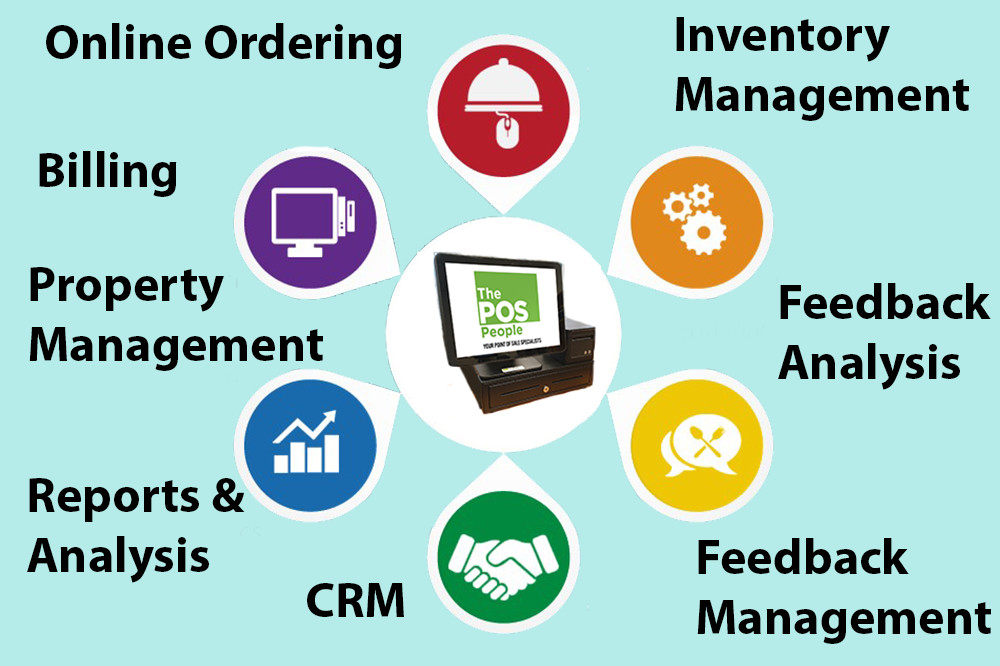 Online Ordering
Inventory
Management
Billing
Property
Management
Feedback
Analysis
The
POS
People
YOUR POINT OF SALE SPECIALISTS
Reports &
Analysis
CRM
Feedback
Management